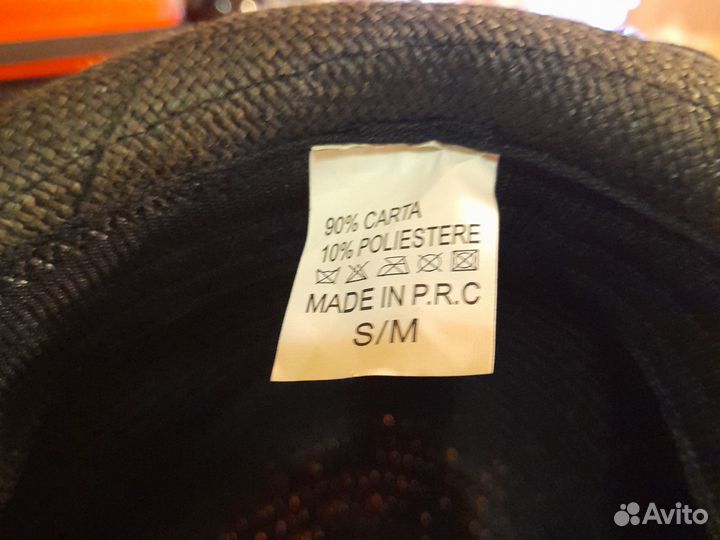 90% CARTA
10% POLIESTERE
MADE IN P.R.C
S/M
Avito